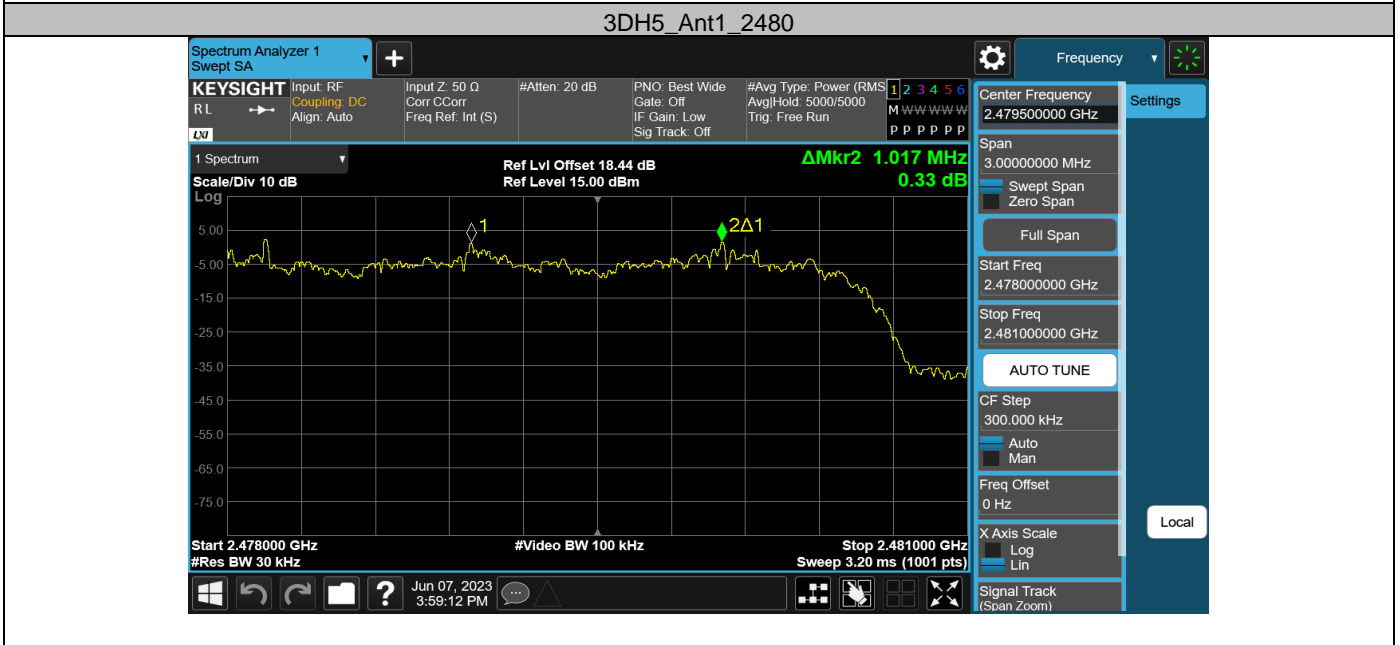 3DH5_Ant1_2480
Spectrum Analyzer 1
Swept SA
+
Frequency
KEYSIGHT
RL
LXI
Input: RF
Coupling: DC
Align: Auto
Input Z: 50 Ω
Corr CCorr
Freq Ref: Int (S)
#Atten: 20 dB
PNO: Best Wide
Gate: Off
IF Gain: Low
Sig Track: Off
#Avg Type: Power (RMS
Avg|Hold: 5000/5000
Trig: Free Run
1 2 3 4 5 6
M W W W W W
P P P P P P
1 Spectrum
Scale/Div 10 dB
Ref Lvl Offset 18.44 dB
Ref Level 15.00 dBm
ΔMkr2 1.017 MHz
0.33 dB
Log
5.00
-5.00
-15.0
-25.0
-35.0
-45.0
-55.0
-65.0
-75.0
1
2Δ1
Start 2.478000 GHz
#Res BW 30 kHz
#Video BW 100 kHz
Stop 2.481000 GHz
Sweep 3.20 ms (1001 pts)
Center Frequency
2.479500000 GHz
Span
3.00000000 MHz
Swept Span
Zero Span
Full Span
Start Freq
2.478000000 GHz
Stop Freq
2.481000000 GHz
AUTO TUNE
CF Step
300.000 kHz
Auto
Man
Freq Offset
0 Hz
X Axis Scale
Log
Lin
Signal Track
(Span Zoom)
Settings
Local
?
Jun 07, 2023
3:59:12 PM